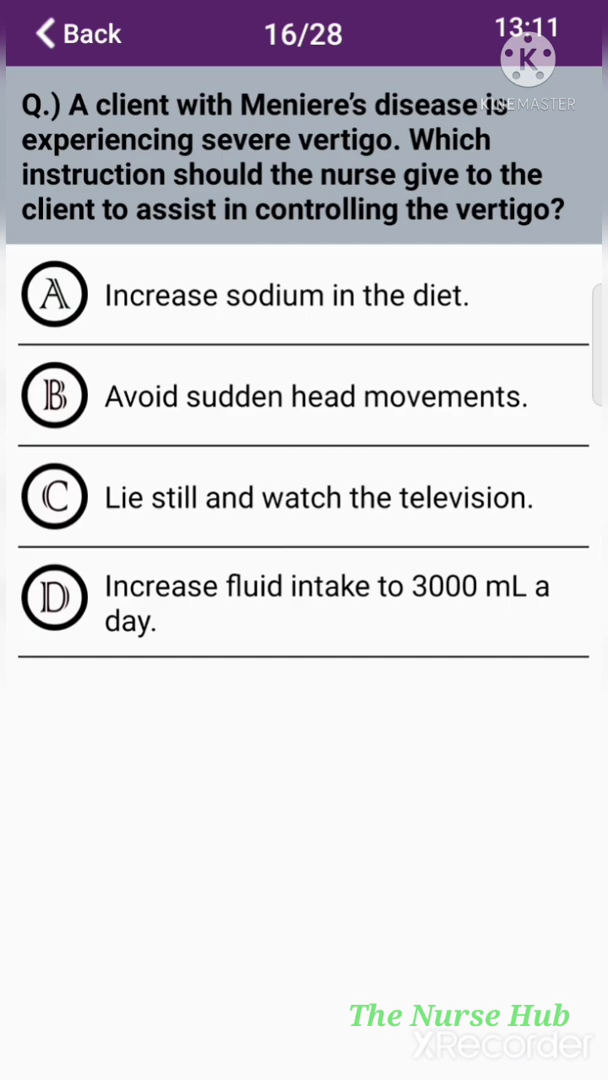 Back
16/28
13:11
K
KINEMASTER
Q.) A client with Meniere's disease is
experiencing severe vertigo. Which
instruction should the nurse give to the
client to assist in controlling the vertigo?
A Increase sodium in the diet.
B Avoid sudden head movements.
C Lie still and watch the television.
D Increase fluid intake to 3000 mL a
day.
The Nurse Hub
XRecorder